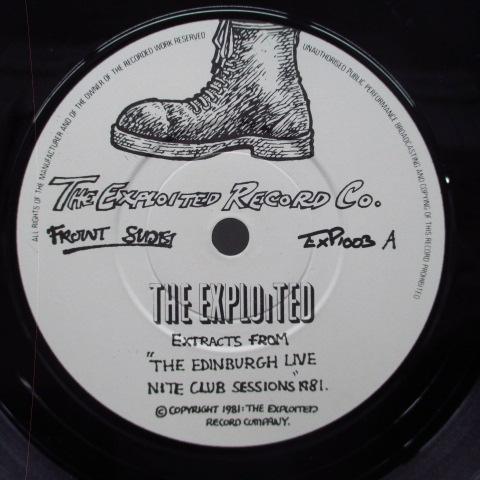 ALL RIGHTS OF THE MANUFACTURER AND OF THE OWNER OF THE RECORDED WORK RESERVED
UNAUTHORISED PUBLIC PERFORMANCE BROADCASTING AND COPYING OF THIS RECORD PROHIBITED
THE EXPLOITED RECORD CO.
FRONT SIDE
EXP1003 A
THE EXPLOITED
EXTRACTS FROM
"THE EDINBURGH LIVE
NITE CLUB SESSIONS" 1981.
© COPYRIGHT 1981: THE EXPLOITED
RECORD COMPANY.